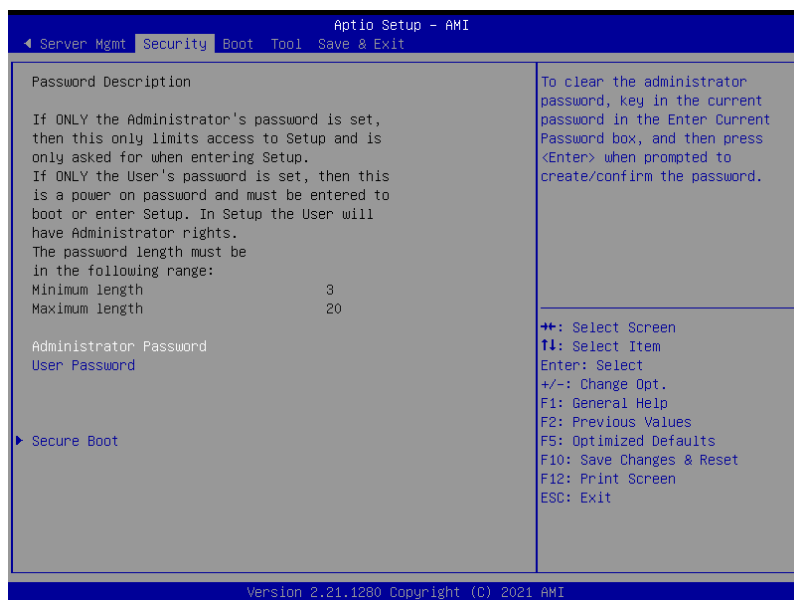 Aptio Setup - AMI
Server Mgmt Security Boot Tool Save & Exit
Password Description
If ONLY the Administrator's password is set,
then this only limits access to Setup and is
only asked for when entering Setup.
If ONLY the User's password is set, then this
is a power on password and must be entered to
boot or enter Setup. In Setup the User will
have Administrator rights.
The password length must be
in the following range:
Minimum length 3
Maximum length 20
Administrator Password
User Password
Secure Boot
To clear the administrator
password, key in the current
password in the Enter Current
Password box, and then press
<Enter> when prompted to
create/confirm the password.
→←: Select Screen
↑↓: Select Item
Enter: Select
+/-: Change Opt.
F1: General Help
F2: Previous Values
F5: Optimized Defaults
F10: Save Changes & Reset
F12: Print Screen
ESC: Exit
Version 2.21.1280 Copyright (C) 2021 AMI